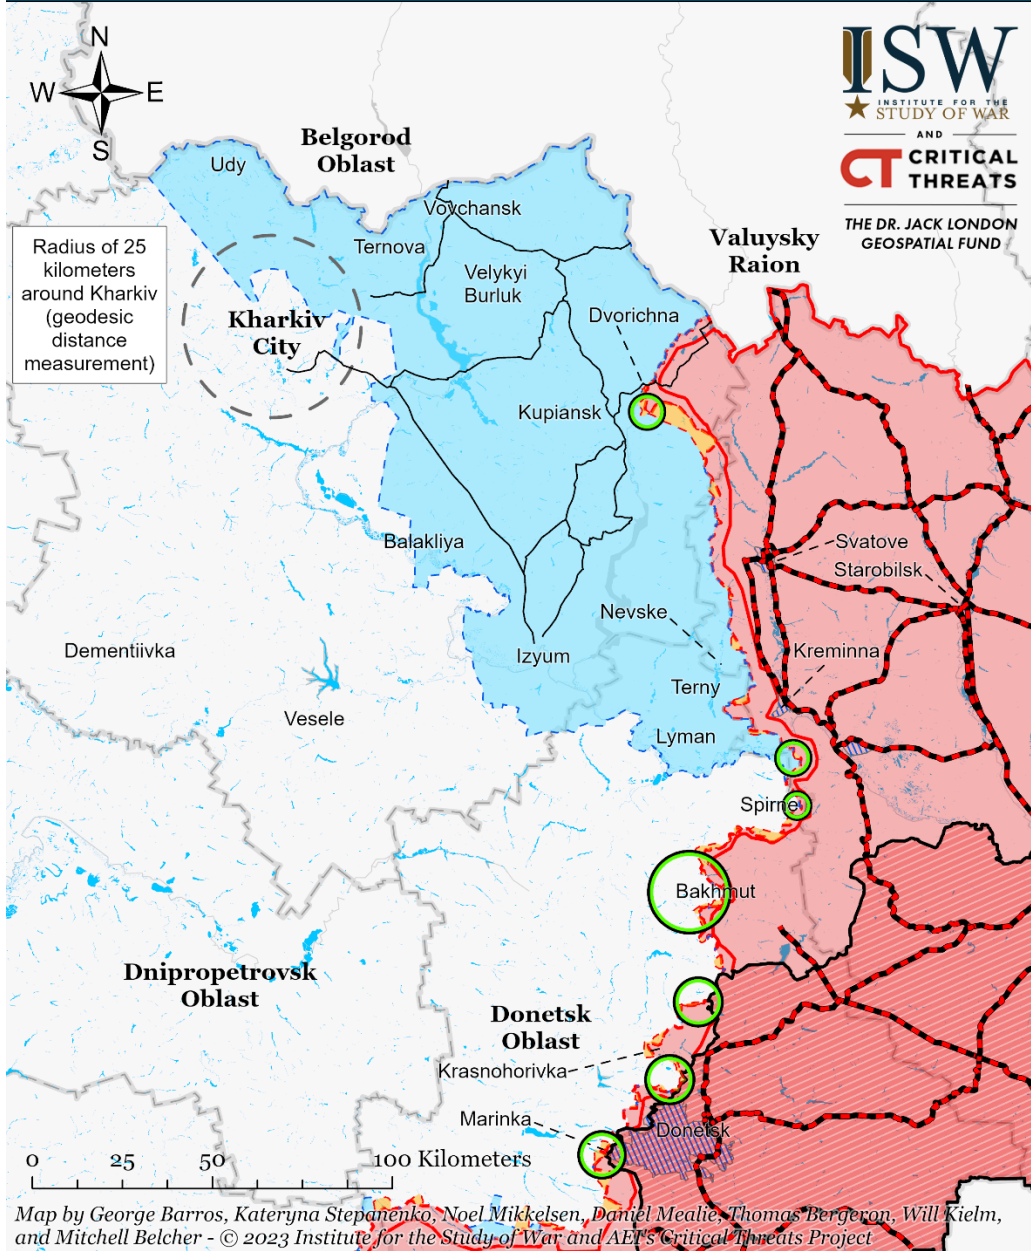 N
W
E
S
ISW
INSTITUTE FOR THE
STUDY OF WAR
AND
CT CRITICAL
THREATS
THE DR. JACK LONDON
GEOSPATIAL FUND
Belgorod
Oblast
Udy
Vovchansk
Ternova
Valuysky
Raion
Radius of 25
kilometers
around Kharkiv
(geodesic
distance
measurement)
Velykyi
Burluk
Dvorichna
Kharkiv
City
Kupiansk
Balakliya
Svatove
Starobilsk
Nevske
Dementiivka
Izyum
Kreminna
Terny
Vesele
Lyman
Spirne
Bakhmut
Dnipropetrovsk
Oblast
Donetsk
Oblast
Krasnohorivka
Marinka
Donetsk
0 25 50 100 Kilometers
Map by George Barros, Kateryna Stepanenko, Noel Mikkelsen, Daniel Mealie, Thomas Bergeron, Will Kielm,
and Mitchell Belcher - © 2023 Institute for the Study of War and AEI's Critical Threats Project